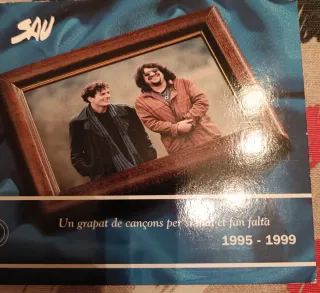 SAU
Un grapat de cançons per si mai et fan falta
1995 - 1999